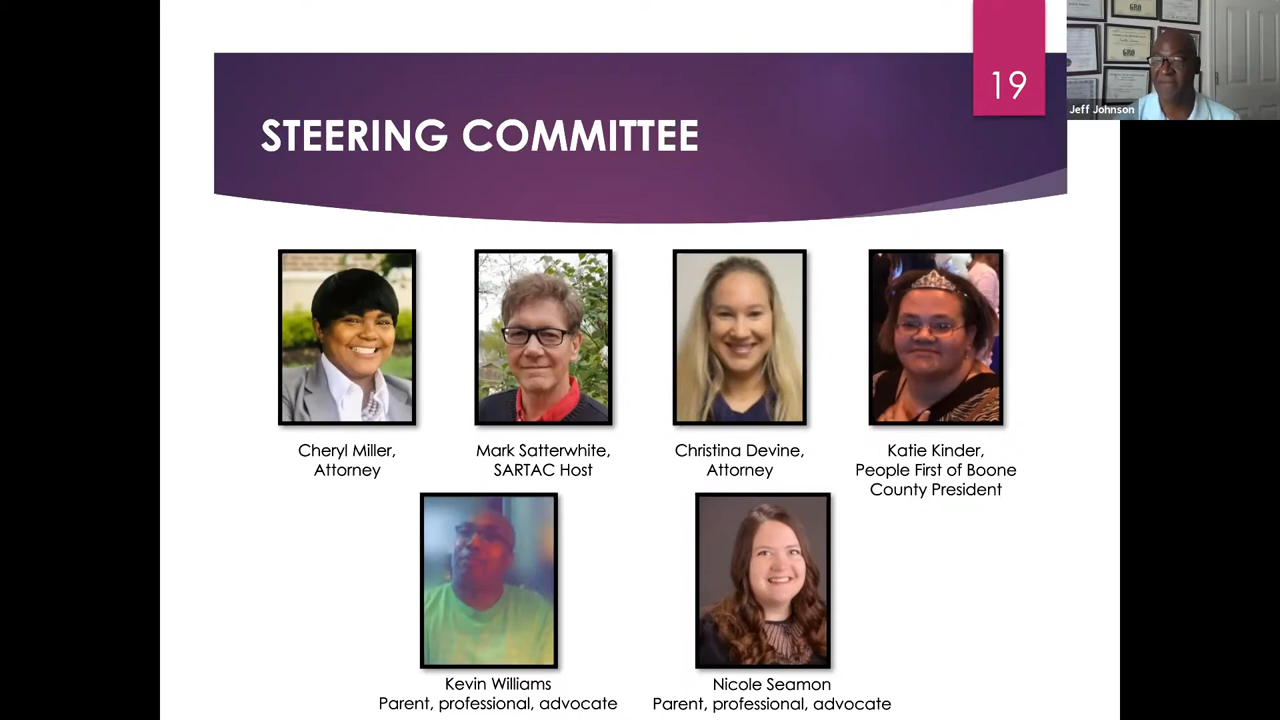 19
Jeff Johnson
STEERING COMMITTEE
Cheryl Miller,
Attorney
Mark Satterwhite,
SARTAC Host
Christina Devine,
Attorney
Katie Kinder,
People First of Boone
County President
Kevin Williams
Parent, professional, advocate
Nicole Seamon
Parent, professional, advocate